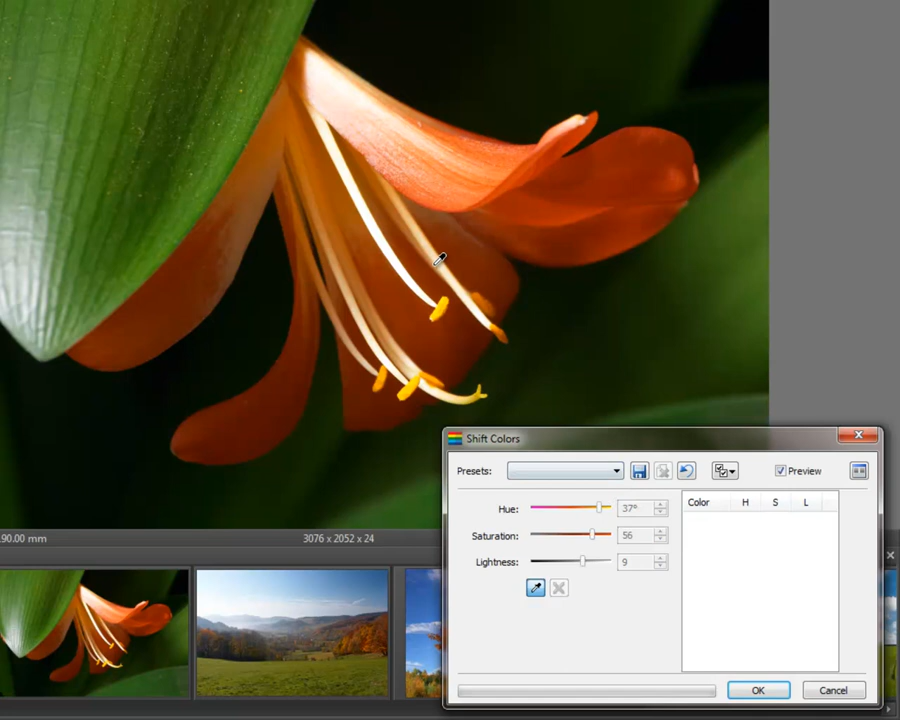 Shift Colors
Presets:
Preview
Hue: 37°
Saturation: 56
Lightness: 9
Color H S L
.90.00 mm
3076 x 2052 x 24
OK
Cancel